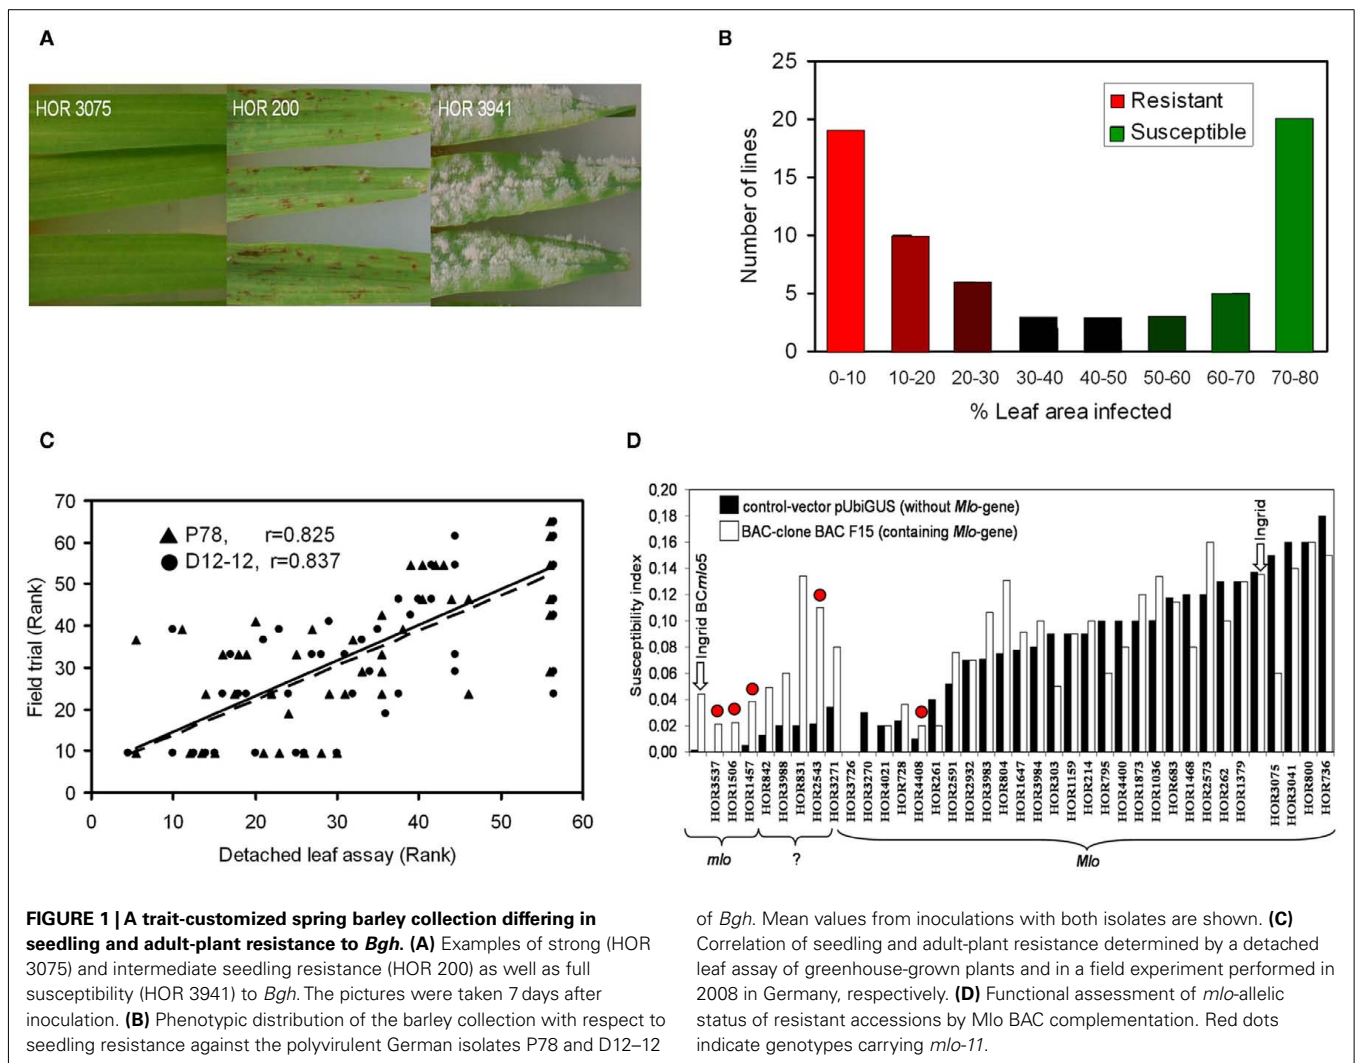 A
HOR 3075
HOR 200
HOR 3941
B
25
20
15
10
5
0
Number of lines
Resistant
Susceptible
0-10 10-20 20-30 30-40 40-50 50-60 60-70 70-80
% Leaf area infected
C
70
60
50
40
30
20
10
0
Field trial (Rank)
P78, r=0.825
D12-12, r=0.837
0 10 20 30 40 50 60
Detached leaf assay (Rank)
D
0,20
0,18
0,16
0,14
0,12
0,10
0,08
0,06
0,04
0,02
0,00
Susceptibility index
control-vector pUbiGUS (without Mlo-gene)
BAC-clone BAC F15 (containing Mlo-gene)
Ingrid BCmlo5
Ingrid
HOR3537
HOR1506
HOR1457
HOR842
HOR3988
HOR831
HOR2543
HOR3271
HOR3726
HOR3270
HOR4021
HOR728
HOR4408
HOR261
HOR2591
HOR2932
HOR3983
HOR804
HOR1647
HOR3984
HOR303
HOR1159
HOR214
HOR795
HOR4400
HOR1873
HOR1036
HOR683
HOR1468
HOR2573
HOR262
HOR1379
HOR3075
HOR3041
HOR800
HOR736
mlo
?
Mlo
FIGURE 1 | A trait-customized spring barley collection differing in
seedling and adult-plant resistance to Bgh. (A) Examples of strong (HOR
3075) and intermediate seedling resistance (HOR 200) as well as full
susceptibility (HOR 3941) to Bgh. The pictures were taken 7 days after
inoculation. (B) Phenotypic distribution of the barley collection with respect to
seedling resistance against the polyvirulent German isolates P78 and D12–12
of Bgh. Mean values from inoculations with both isolates are shown. (C)
Correlation of seedling and adult-plant resistance determined by a detached
leaf assay of greenhouse-grown plants and in a field experiment performed in
2008 in Germany, respectively. (D) Functional assessment of mlo-allelic
status of resistant accessions by Mlo BAC complementation. Red dots
indicate genotypes carrying mlo-11.